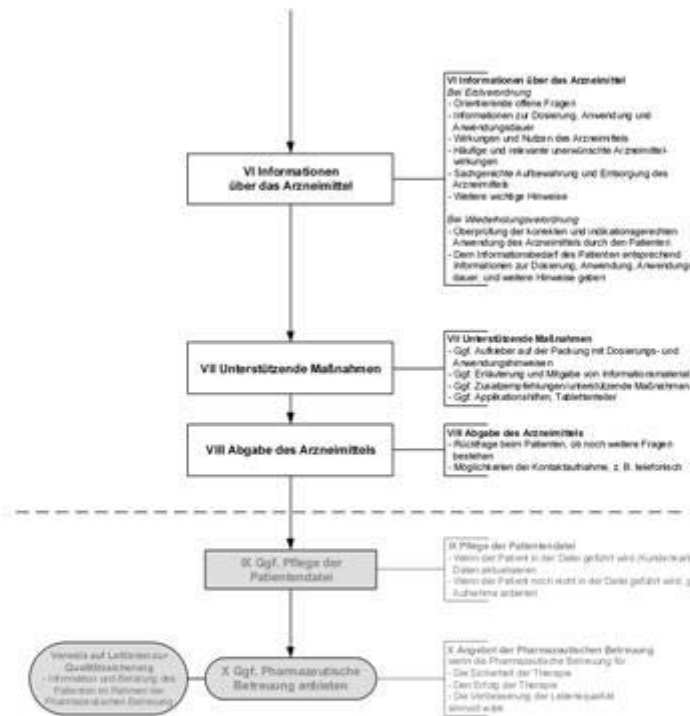 VI Informationen
über das Arzneimittel
VI Informationen über das Arzneimittel
Bei Erstverordnung
- Orientierende offene Fragen
- Informationen zur Dosierung, Anwendung und
Anwendungsdauer
- Wirkungen und Nutzen des Arzneimittels
- Häufige und relevante unerwünschte Arzneimittel-
wirkungen
- Sachgerechte Aufbewahrung und Entsorgung des
Arzneimittels
- Weitere wichtige Hinweise
Bei Wiederholungsverordnung
- Überprüfung der korrekten und indikationsgerechten
Anwendung des Arzneimittels durch den Patienten
- Dem Informationsbedarf des Patienten entsprechend
Informationen zur Dosierung, Anwendung, Anwendungs-
dauer, und weitere Hinweise geben
VII Unterstützende Maßnahmen
VII Unterstützende Maßnahmen
- Ggf. Aufkleber auf der Packung mit Dosierungs- und
Anwendungshinweisen
- Ggf. Erläuterung und Mitgabe von Informationsmaterial
- Ggf. Zusatzempfehlungen/unterstützende Maßnahmen
- Ggf. Applikationshilfen, Tablettenteiler
VIII Abgabe des Arzneimittels
VIII Abgabe des Arzneimittels
- Rückfrage beim Patienten, ob noch weitere Fragen
bestehen
- Möglichkeiten der Kontaktaufnahme, z. B. telefonisch
IX Ggf. Pflege der
Patientendatei
IX Pflege der Patientendatei
- Wenn der Patient in der Datei geführt wird (Kundenkart
Daten aktualisieren
- Wenn der Patient noch nicht in der Datei geführt wird, g
Aufnahme anbieten
Verweis auf Leitlinien zur
Qualitätssicherung
- Information und Beratung des
Patienten im Rahmen der
Pharmazeutischen Betreuung
X Ggf. Pharmazeutische
Betreuung anbieten
X Angebot der Pharmazeutischen Betreuung
wenn die Pharmazeutische Betreuung für
- Die Sicherheit der Therapie
- Den Erfolg der Therapie
- Die Verbesserung der Lebensqualität
sinnvoll wäre